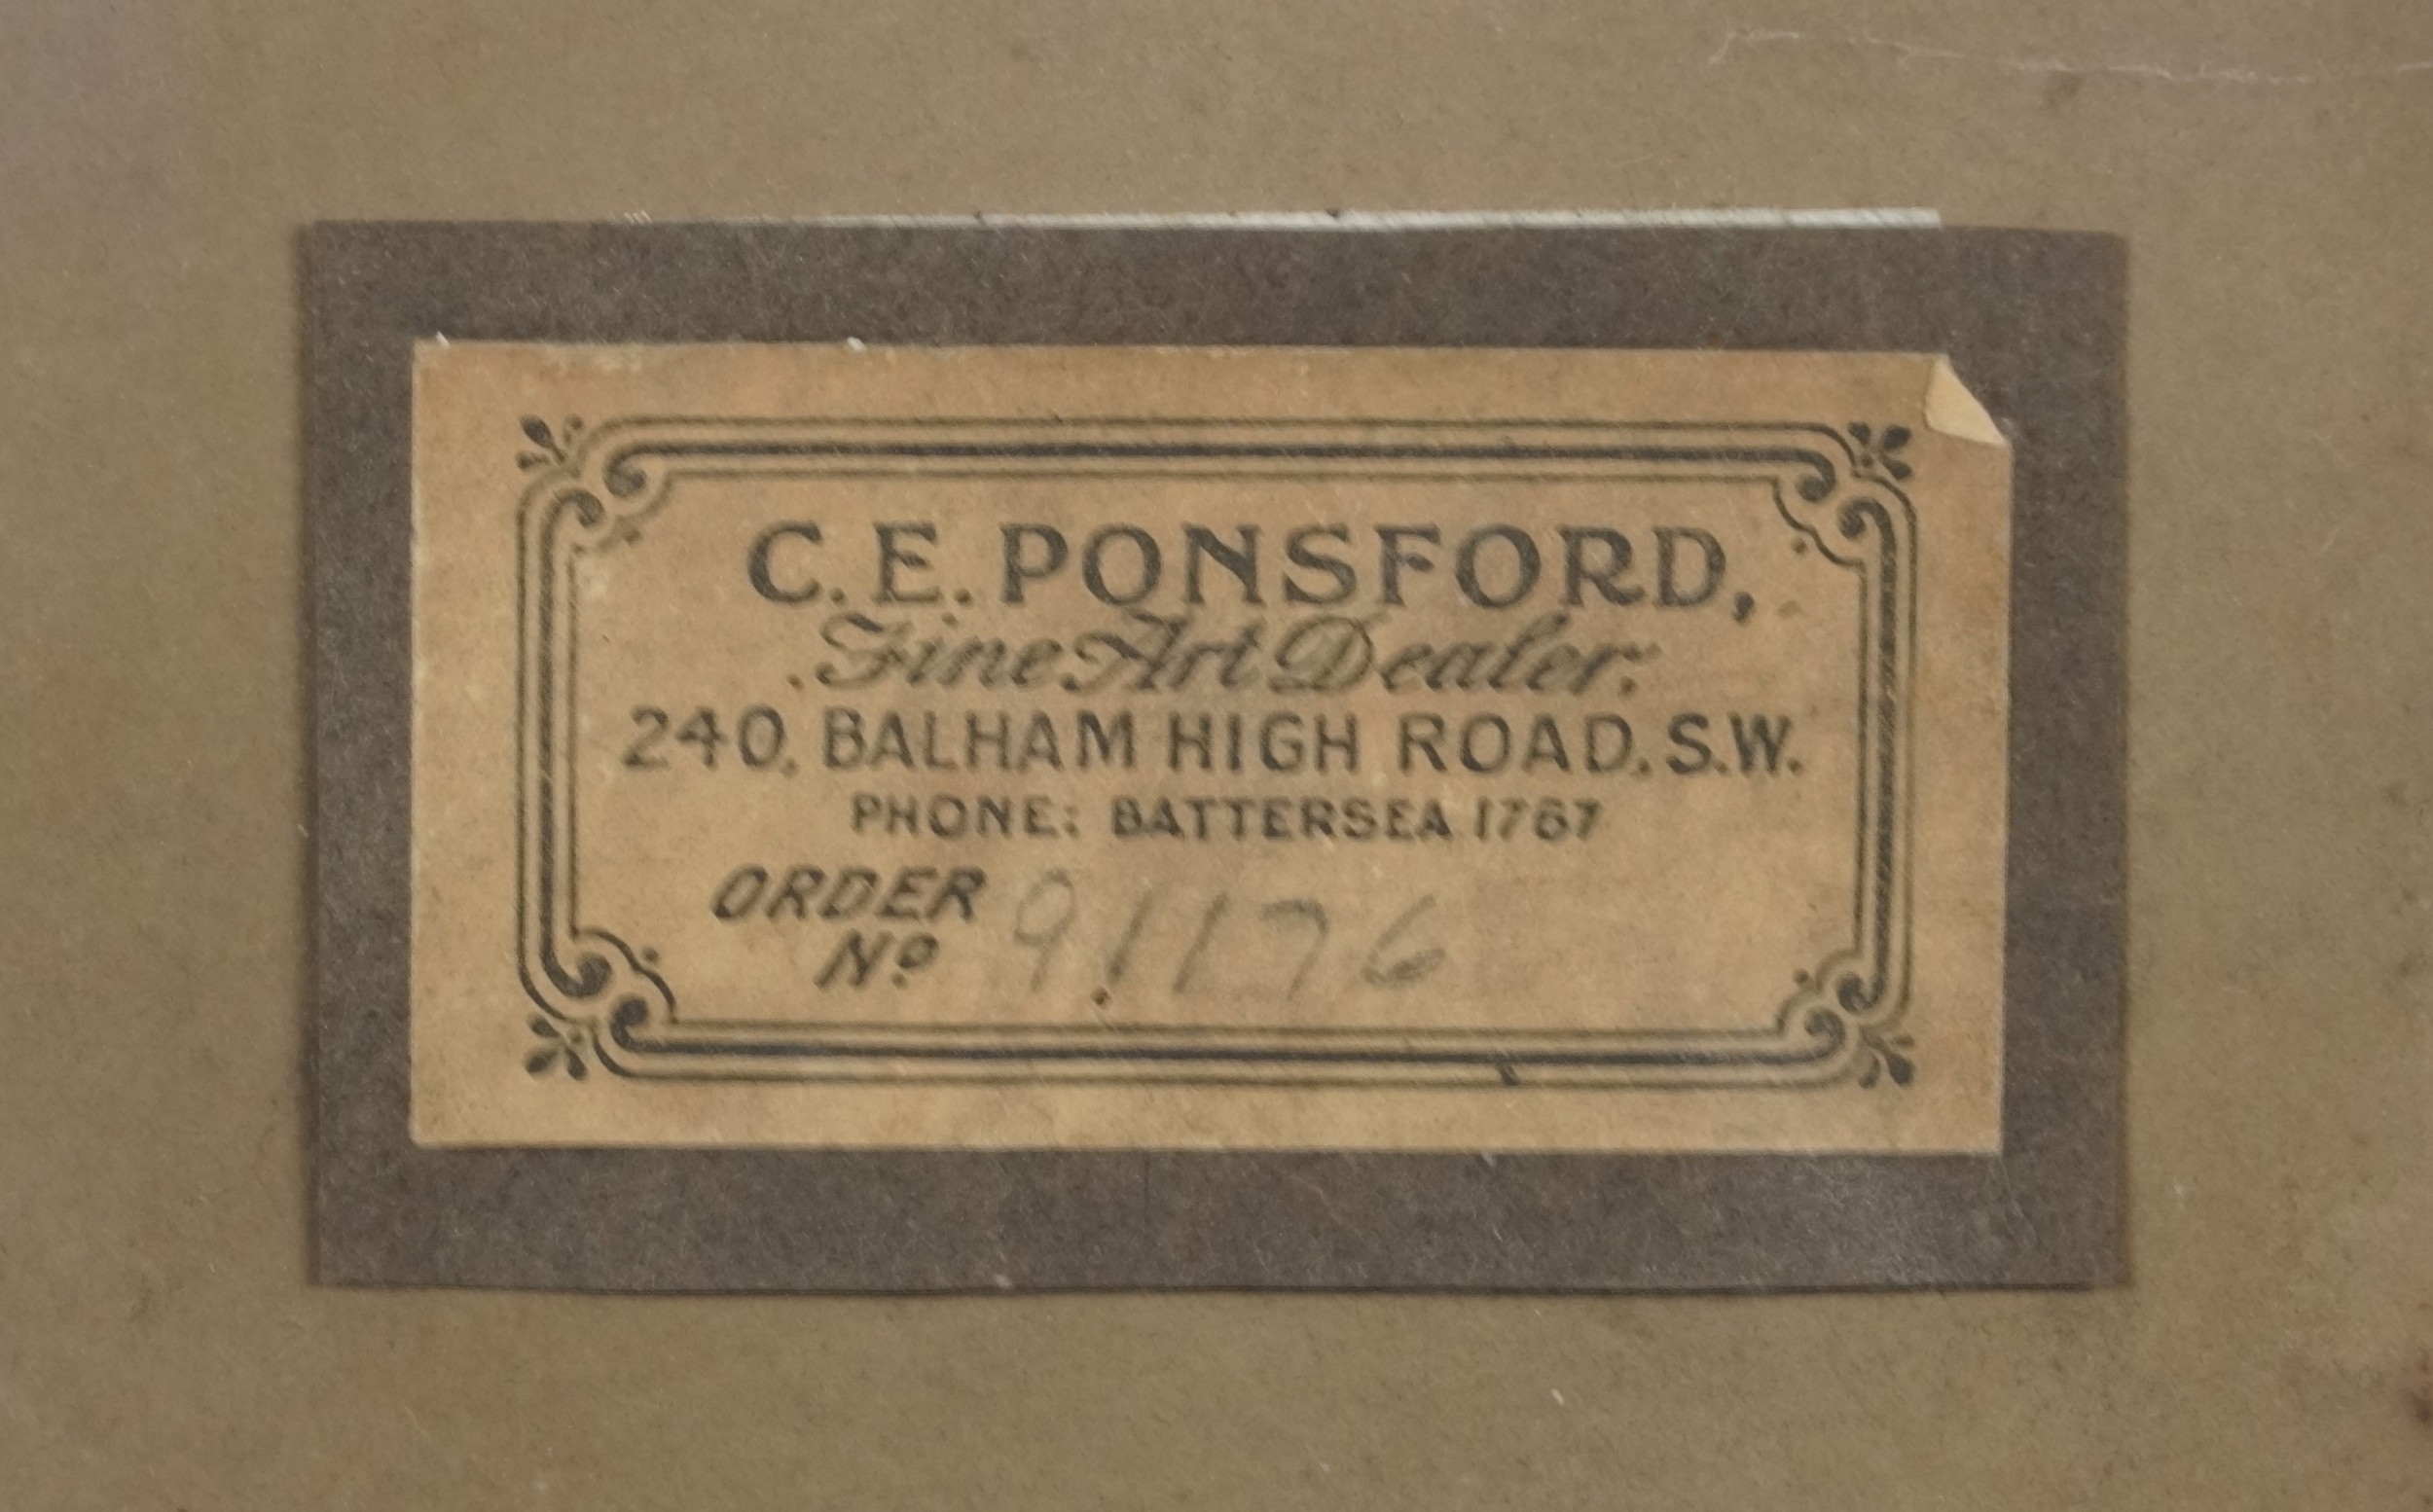 C. E. PONSFORD,
Fine Art Dealer.
240, BALHAM HIGH ROAD, S.W.
PHONE: BATTERSEA 1767
ORDER
Nº 91176